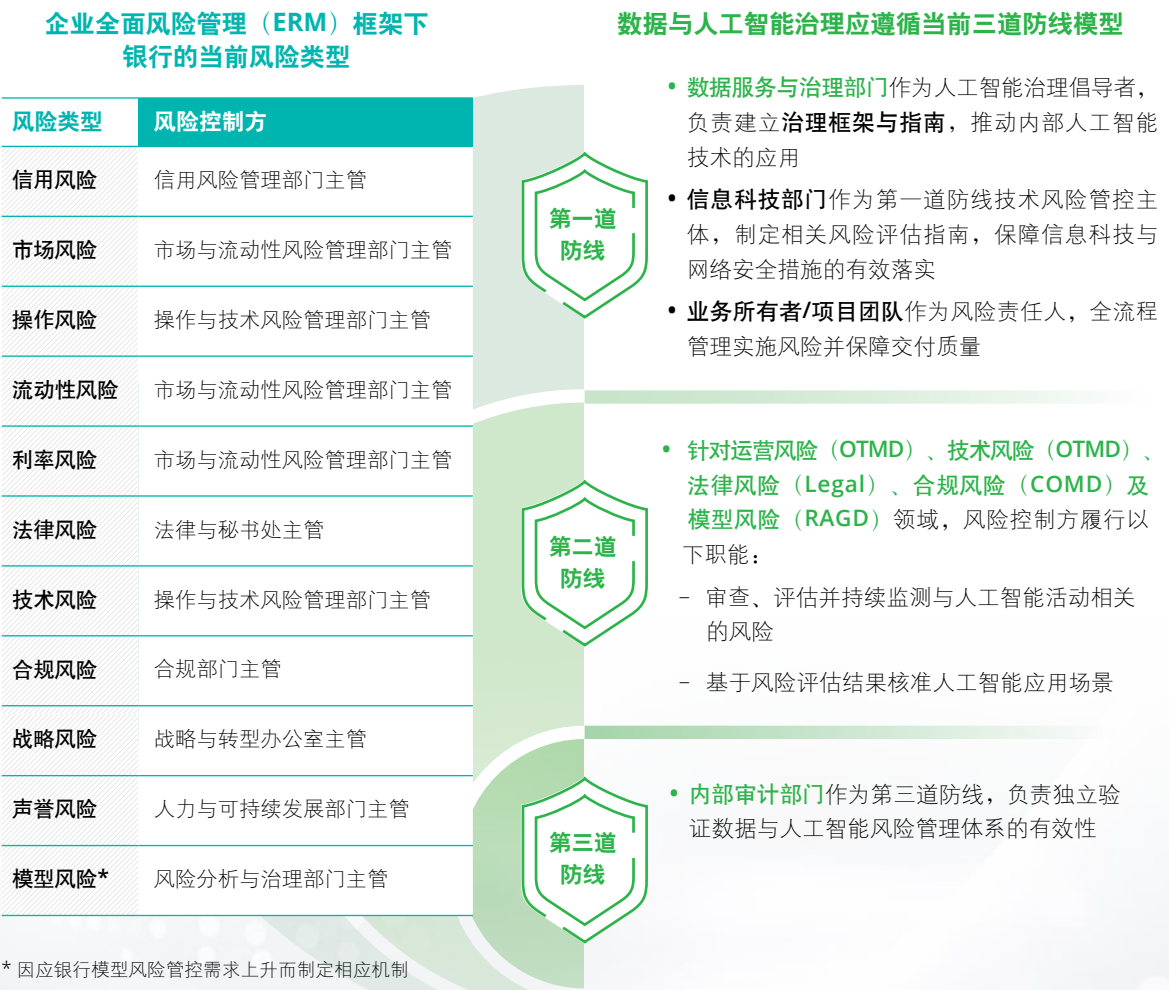 企业全面风险管理（ERM）框架下
银行的当前风险类型
风险类型 风险控制方
信用风险 信用风险管理部门主管
市场风险 市场与流动性风险管理部门主管
操作风险 操作与技术风险管理部门主管
流动性风险 市场与流动性风险管理部门主管
利率风险 市场与流动性风险管理部门主管
法律风险 法律与秘书处主管
技术风险 操作与技术风险管理部门主管
合规风险 合规部门主管
战略风险 战略与转型办公室主管
声誉风险 人力与可持续发展部门主管
模型风险* 风险分析与治理部门主管
* 因应银行模型风险管控需求上升而制定相应机制
数据与人工智能治理应遵循当前三道防线模型
第一道
防线
• 数据服务与治理部门作为人工智能治理倡导者，
负责建立治理框架与指南，推动内部人工智能
技术的应用
• 信息科技部门作为第一道防线技术风险管控主
体，制定相关风险评估指南，保障信息科技与
网络安全措施的有效落实
• 业务所有者/项目团队作为风险责任人，全流程
管理实施风险并保障交付质量
第二道
防线
• 针对运营风险（OTMD）、技术风险（OTMD）、
法律风险（Legal）、合规风险（COMD）及
模型风险（RAGD）领域，风险控制方履行以
下职能：
– 审查、评估并持续监测与人工智能活动相关
的风险
– 基于风险评估结果核准人工智能应用场景
第三道
防线
• 内部审计部门作为第三道防线，负责独立验
证数据与人工智能风险管理体系的有效性